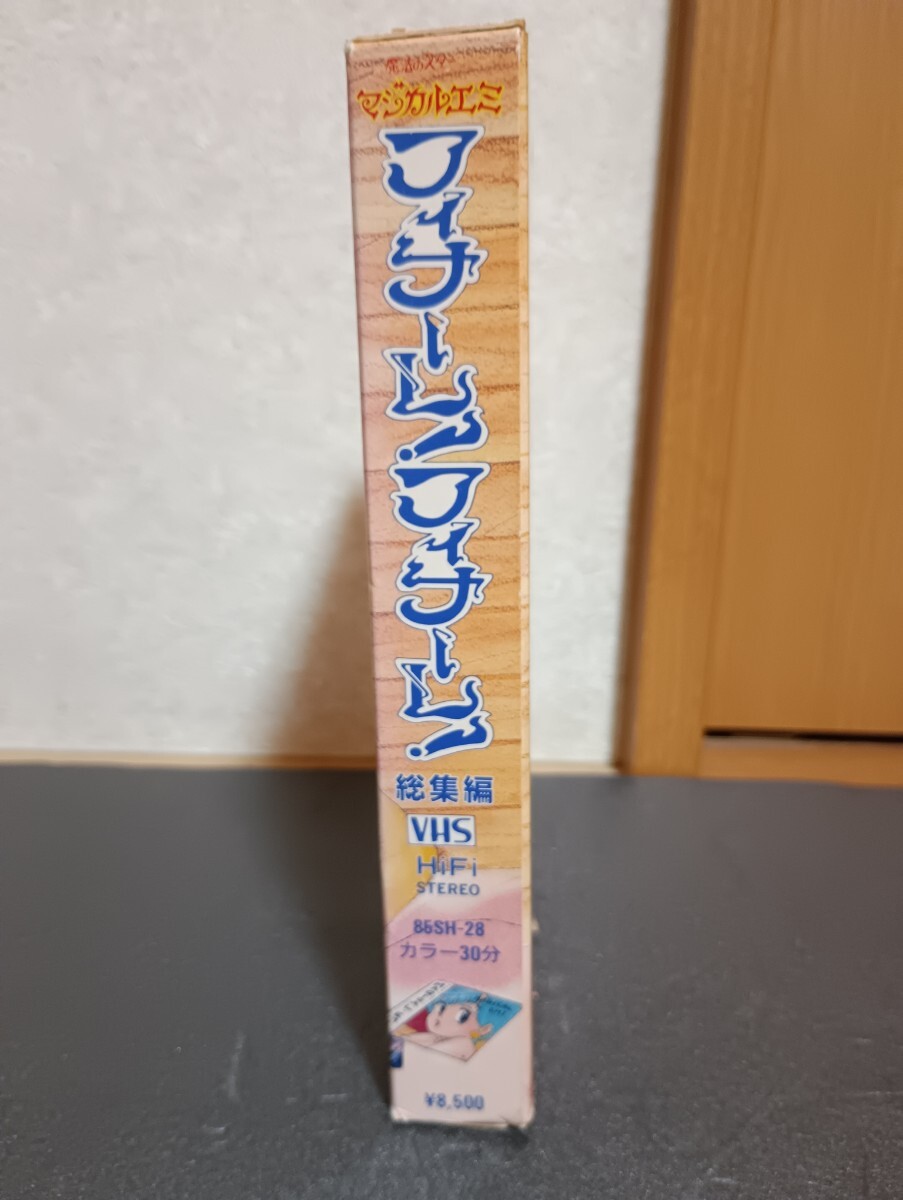 魔法のスター
マジカルエミ
フィナーレ!フィナーレ!
総集編
VHS
HiFi
STEREO
85SH-28
カラー30分
¥8,500